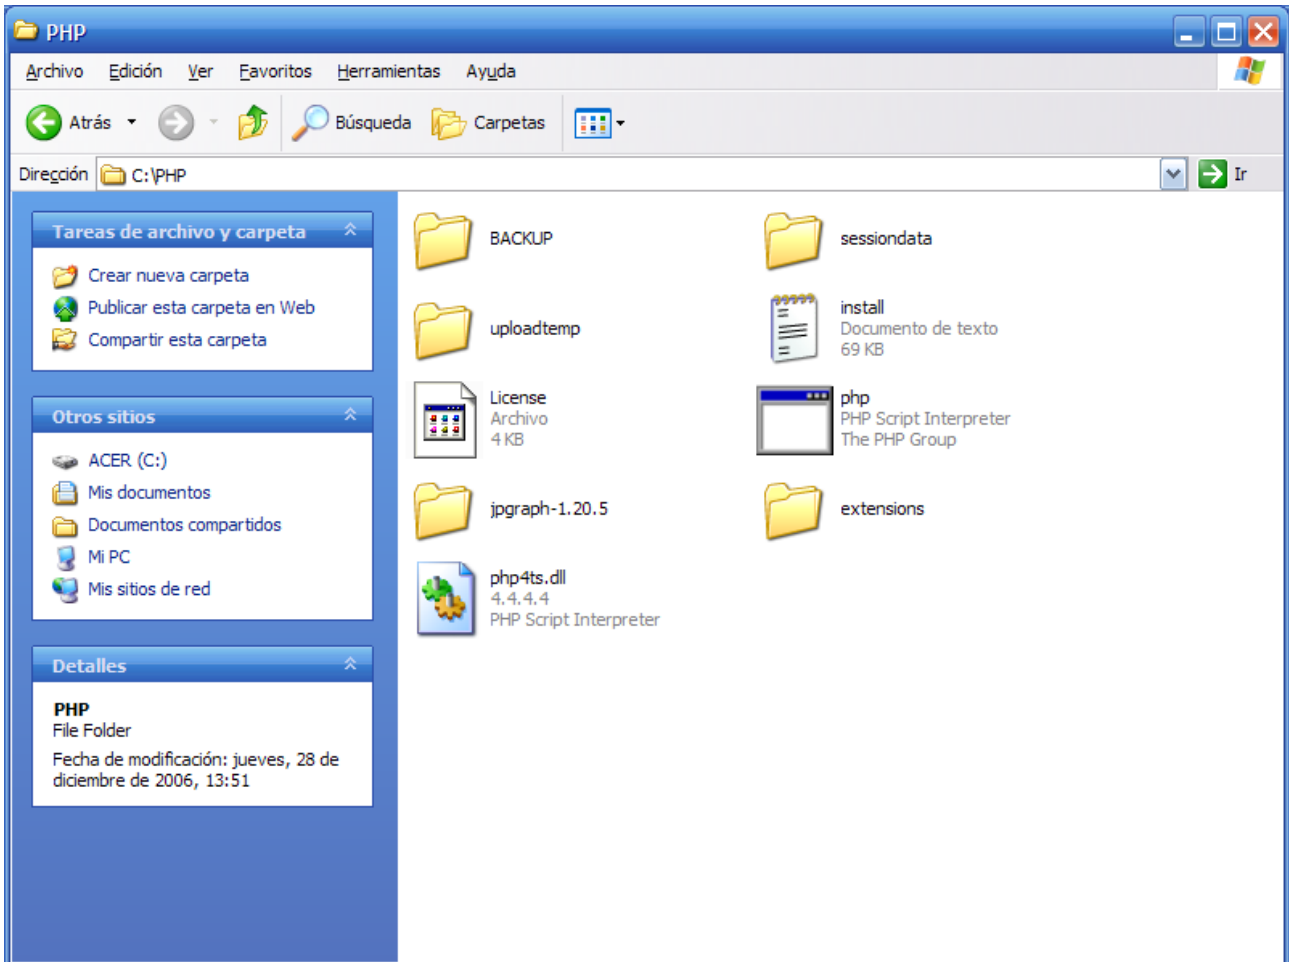 PHP
Archivo Edición Ver Favoritos Herramientas Ayuda
Atrás Búsqueda Carpetas
Dirección C:\PHP Ir
Tareas de archivo y carpeta
Crear nueva carpeta
Publicar esta carpeta en Web
Compartir esta carpeta
Otros sitios
ACER (C:)
Mis documentos
Documentos compartidos
Mi PC
Mis sitios de red
Detalles
PHP
File Folder
Fecha de modificación: jueves, 28 de
diciembre de 2006, 13:51
BACKUP
sessiondata
uploadtemp
install
Documento de texto
69 KB
License
Archivo
4 KB
php
PHP Script Interpreter
The PHP Group
jpgraph-1.20.5
extensions
php4ts.dll
4.4.4.4
PHP Script Interpreter